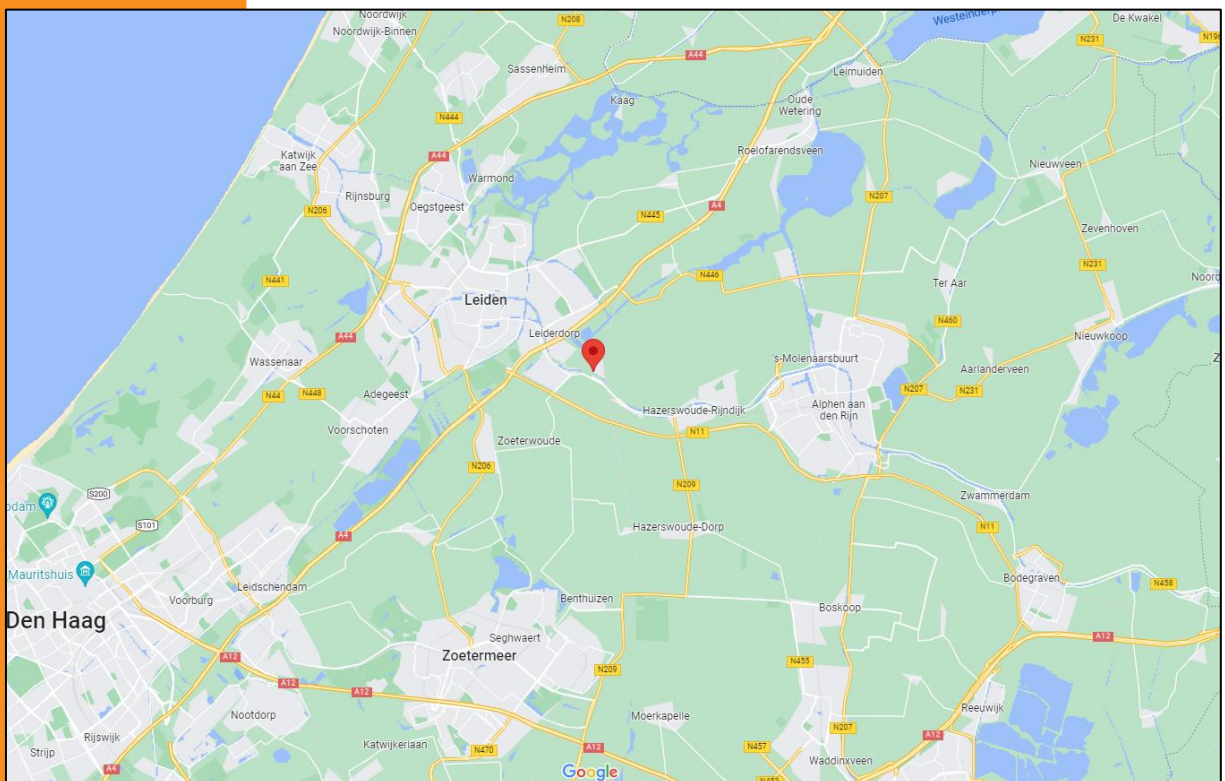 Noordwijk
Noordwijk-Binnen
N208
Westeinderp
De Kwakel
N231
N196
A44
Sassenheim
Leimuiden
Kaag
Oude
Wetering
N444
Roelofarendsveen
Katwijk
aan Zee
A44
Warmond
Nieuwveen
Rijnsburg
Oegstgeest
N206
A4
N445
N207
Zevenhoven
N441
N446
N231
Noord
Ter Aar
Leiden
N460
Leiderdorp
A44
Nieuwkoop
Wassenaar
's-Molenaarsbuurt
Z
Aarlanderveen
N44
N448
Adegeest
N207
N231
Hazerswoude-Rijndijk
Alphen aan
den Rijn
Voorschoten
N11
Zoeterwoude
N206
N209
S200
odam
Zwammerdam
S101
A4
Hazerswoude-Dorp
N11
Mauritshuis
Leidschendam
Bodegraven
N458
Voorburg
Benthuizen
Boskoop
Den Haag
Seghwaert
A12
Zoetermeer
A12
N209
N455
A12
A12
Nootdorp
Moerkapelle
Reeuwijk
N207
Rijswijk
Katwijkerlaan
N470
A12
N457
A12
Strijp
Waddinxveen
A4
Google